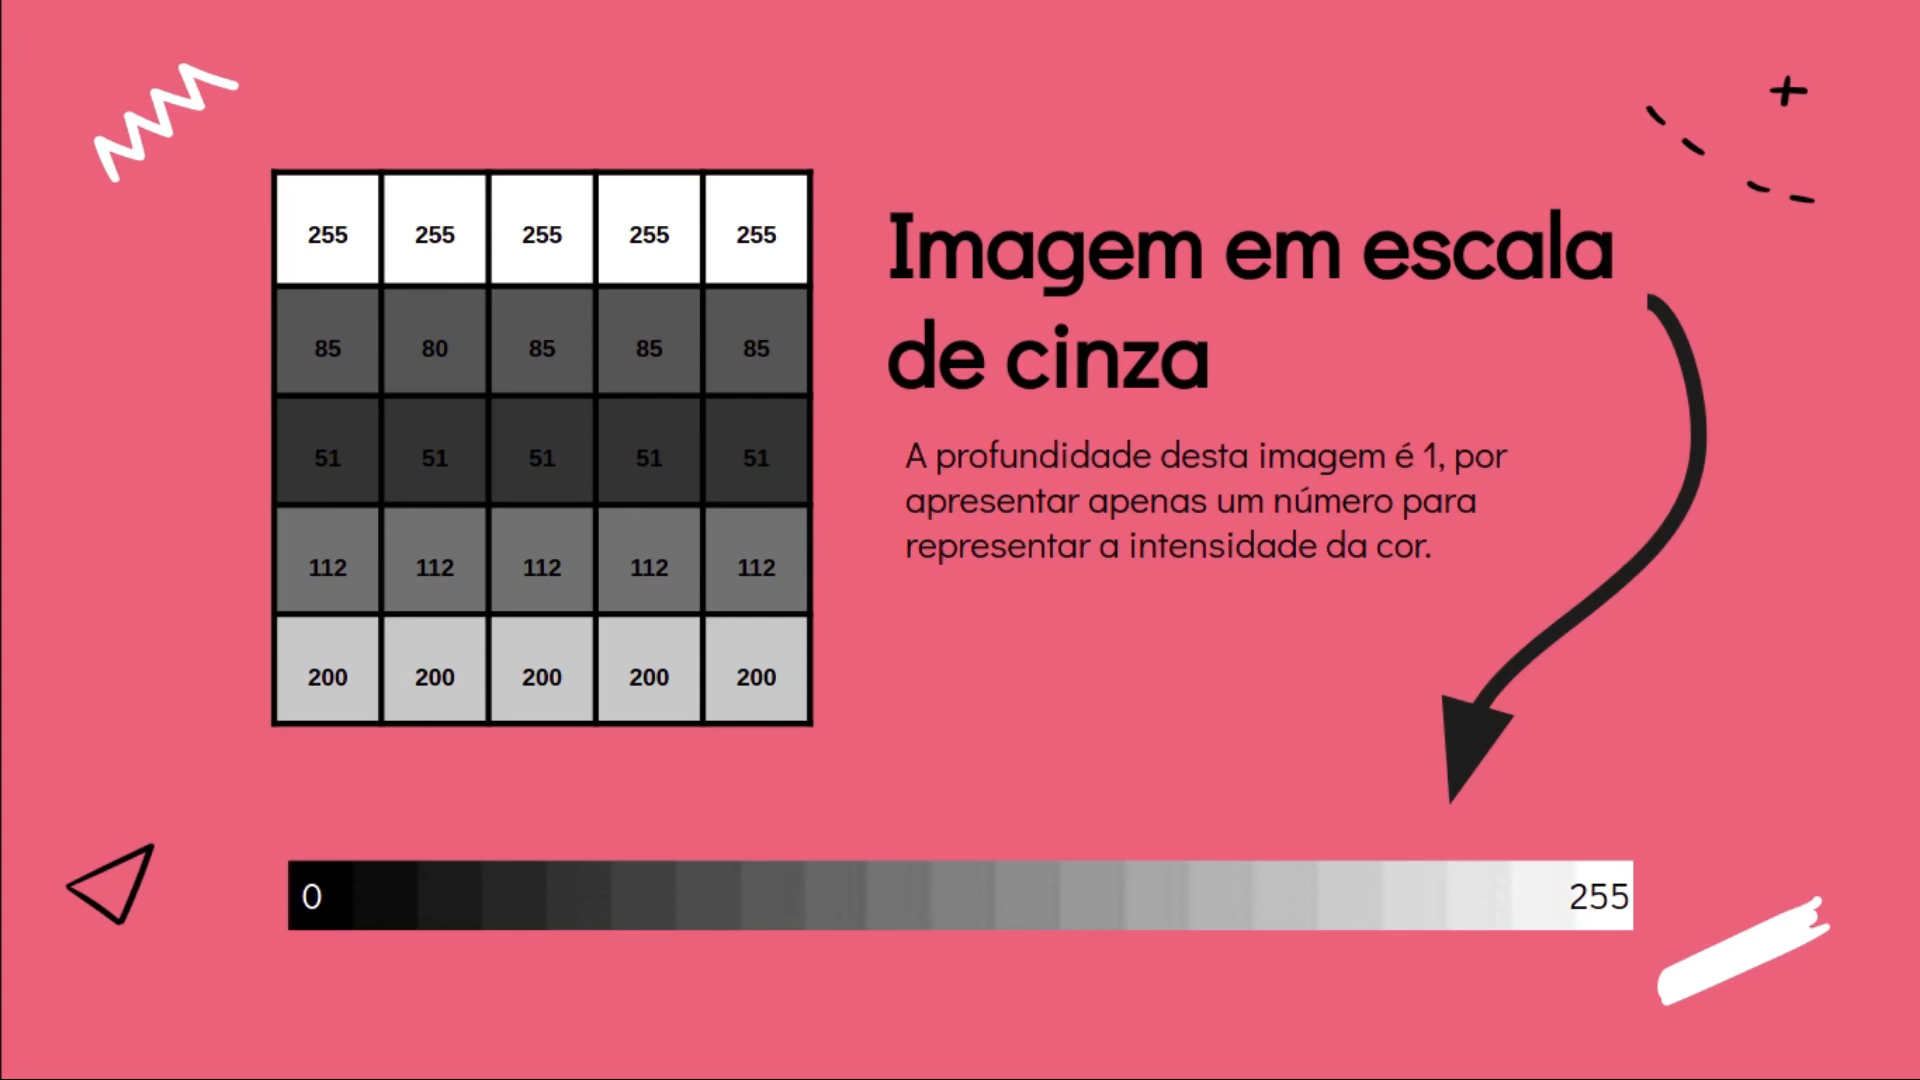 255 255 255 255 255
85 80 85 85 85
51 51 51 51 51
112 112 112 112 112
200 200 200 200 200
Imagem em escala
de cinza
A profundidade desta imagem é 1, por
apresentar apenas um número para
representar a intensidade da cor.
0 255